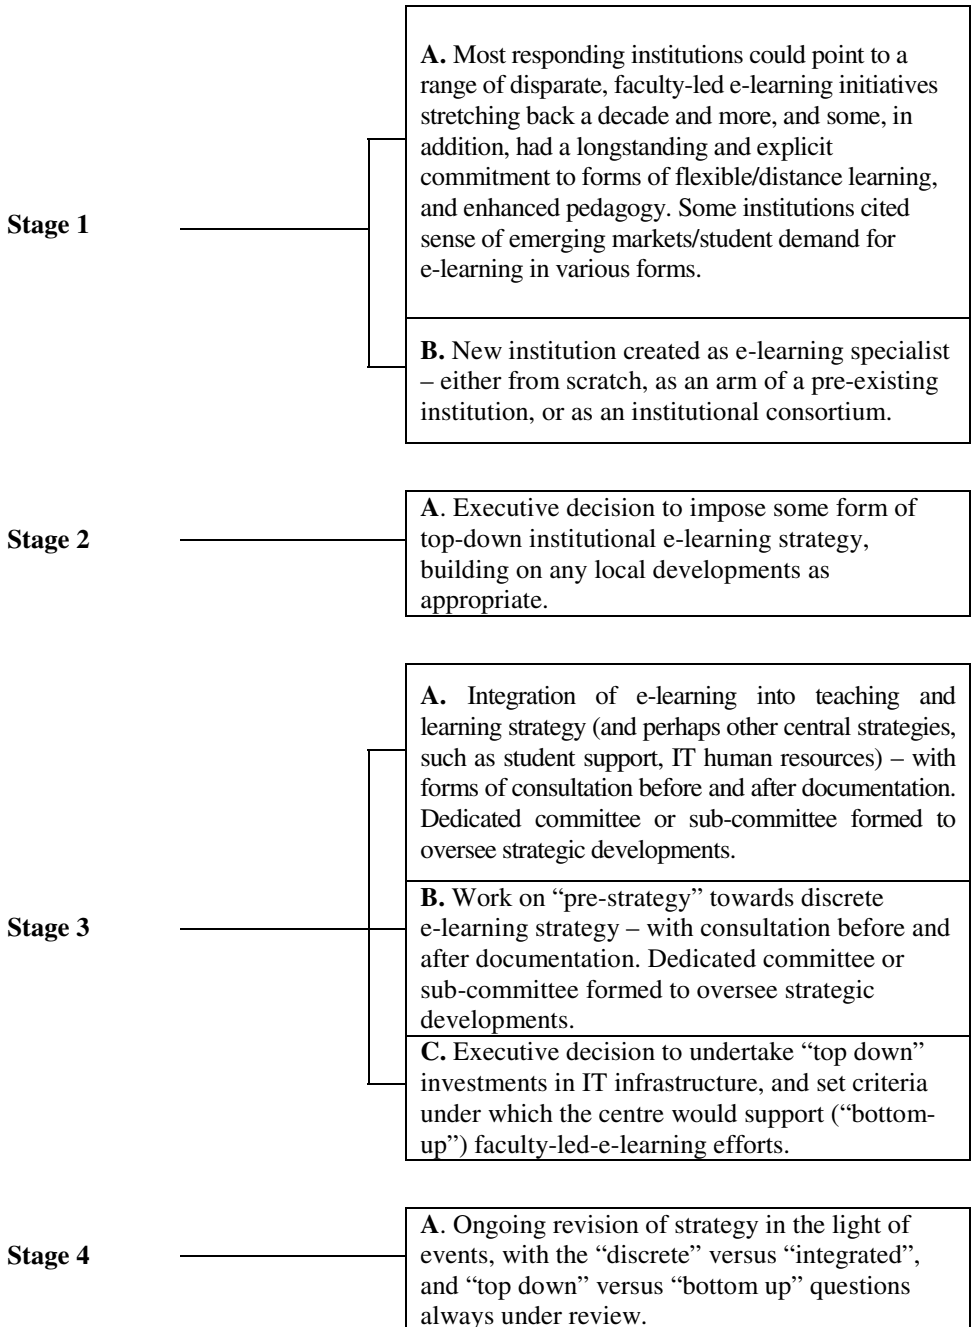 A. Most responding institutions could point to a
range of disparate, faculty-led e-learning initiatives
stretching back a decade and more, and some, in
addition, had a longstanding and explicit
commitment to forms of flexible/distance learning,
and enhanced pedagogy. Some institutions cited
sense of emerging markets/student demand for
e-learning in various forms.
Stage 1
B. New institution created as e-learning specialist
– either from scratch, as an arm of a pre-existing
institution, or as an institutional consortium.
Stage 2
A. Executive decision to impose some form of
top-down institutional e-learning strategy,
building on any local developments as
appropriate.
Stage 3
A. Integration of e-learning into teaching and
learning strategy (and perhaps other central strategies,
such as student support, IT human resources) – with
forms of consultation before and after documentation.
Dedicated committee or sub-committee formed to
oversee strategic developments.
B. Work on “pre-strategy” towards discrete
e-learning strategy – with consultation before and
after documentation. Dedicated committee or
sub-committee formed to oversee strategic
developments.
C. Executive decision to undertake “top down”
investments in IT infrastructure, and set criteria
under which the centre would support (“bottom-
up”) faculty-led-e-learning efforts.
Stage 4
A. Ongoing revision of strategy in the light of
events, with the “discrete” versus “integrated”,
and “top down” versus “bottom up” questions
always under review.